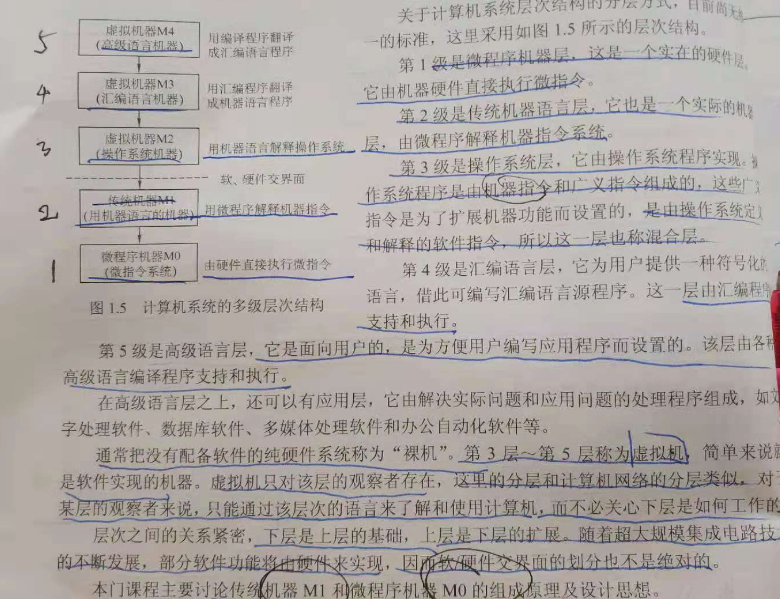 关于计算机系统层次结构的分层方式，目前尚无
一的标准，这里采用如图 1.5 所示的层次结构。
第 1 级是微程序机器层，这是一个实在的硬件层
它由机器硬件直接执行微指令。
第 2 级是传统机器语言层，它也是一个实际的机器
层，由微程序解释机器指令系统。
第 3 级是操作系统层，它由操作系统程序实现。
作系统程序是由机器指令和广义指令组成的，这些广义
指令是为了扩展机器功能而设置的，是由操作系统定义
和解释的软件指令，所以这一层也称混合层。
第 4 级是汇编语言层，它为用户提供一种符号化的
语言，借此可编写汇编语言源程序。这一层由汇编程序
支持和执行。
5
虚拟机器M4
(高级语言机器)
用编译程序翻译
成汇编语言程序
4
虚拟机器M3
(汇编语言机器)
用汇编程序翻译
成机器语言程序
3
虚拟机器M2
(操作系统机器)
用机器语言解释操作系统
软、硬件交界面
2
传统机器M1
(用机器语言的机器)
用微程序解释机器指令
1
微程序机器M0
(微指令系统)
由硬件直接执行微指令
图 1.5 计算机系统的多级层次结构
第 5 级是高级语言层，它是面向用户的，是为方便用户编写应用程序而设置的。该层由各种
高级语言编译程序支持和执行。
在高级语言层之上，还可以有应用层，它由解决实际问题和应用问题的处理程序组成，如文
字处理软件、数据库软件、多媒体处理软件和办公自动化软件等。
通常把没有配备软件的纯硬件系统称为“裸机”。第 3 层～第 5 层称为虚拟机，简单来说就
是软件实现的机器。虚拟机只对该层的观察者存在，这里的分层和计算机网络的分层类似，对于
某层的观察者来说，只能通过该层次的语言来了解和使用计算机，而不必关心下层是如何工作的
层次之间的关系紧密，下层是上层的基础，上层是下层的扩展。随着超大规模集成电路技
的不断发展，部分软件功能将由硬件来实现，因而软/硬件交界面的划分也不是绝对的。
本门课程主要讨论传统机器 M1 和微程序机器 M0 的组成原理及设计思想。